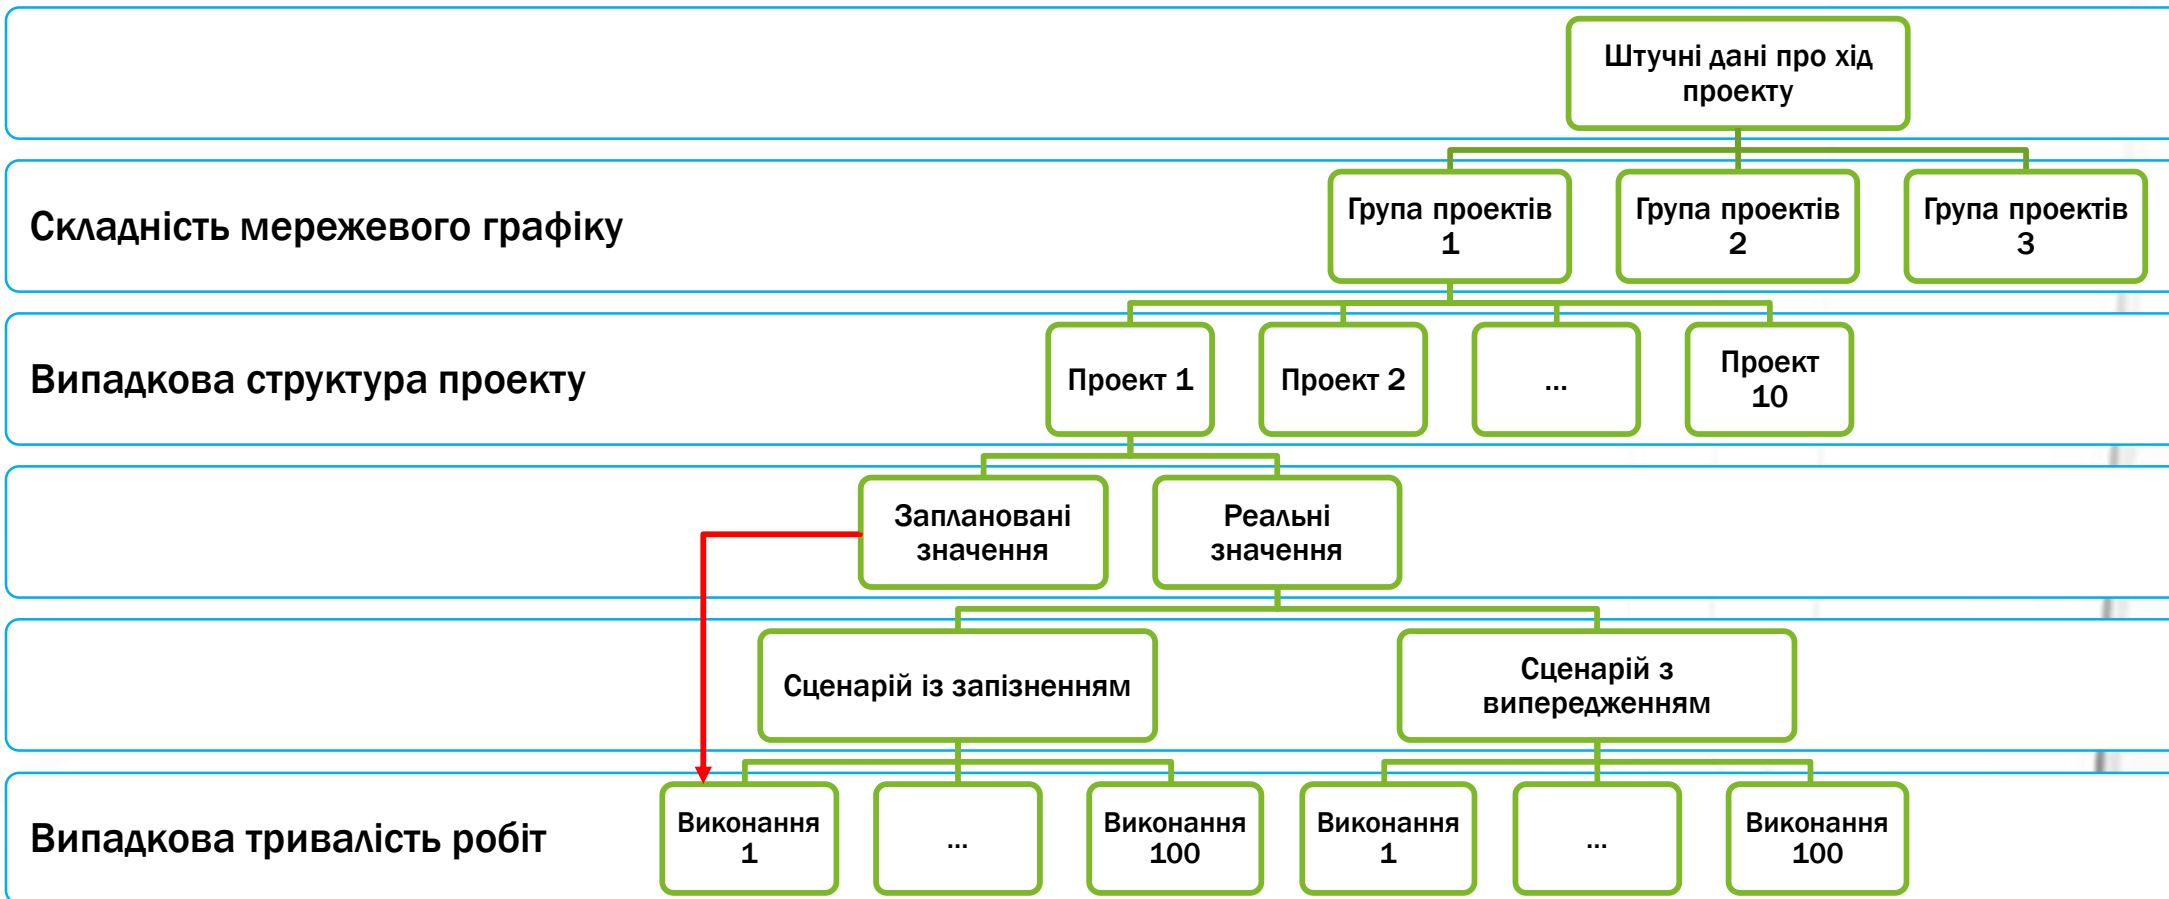 Штучні дані про хід
проекту
Складність мережевого графіку
Група проектів
1
Група проектів
2
Група проектів
3
Випадкова структура проекту
Проект 1
Проект 2
...
Проект
10
Заплановані
значення
Реальні
значення
Сценарій із запізненням
Сценарій з
випередженням
Випадкова тривалість робіт
Виконання
1
...
Виконання
100
Виконання
1
...
Виконання
100